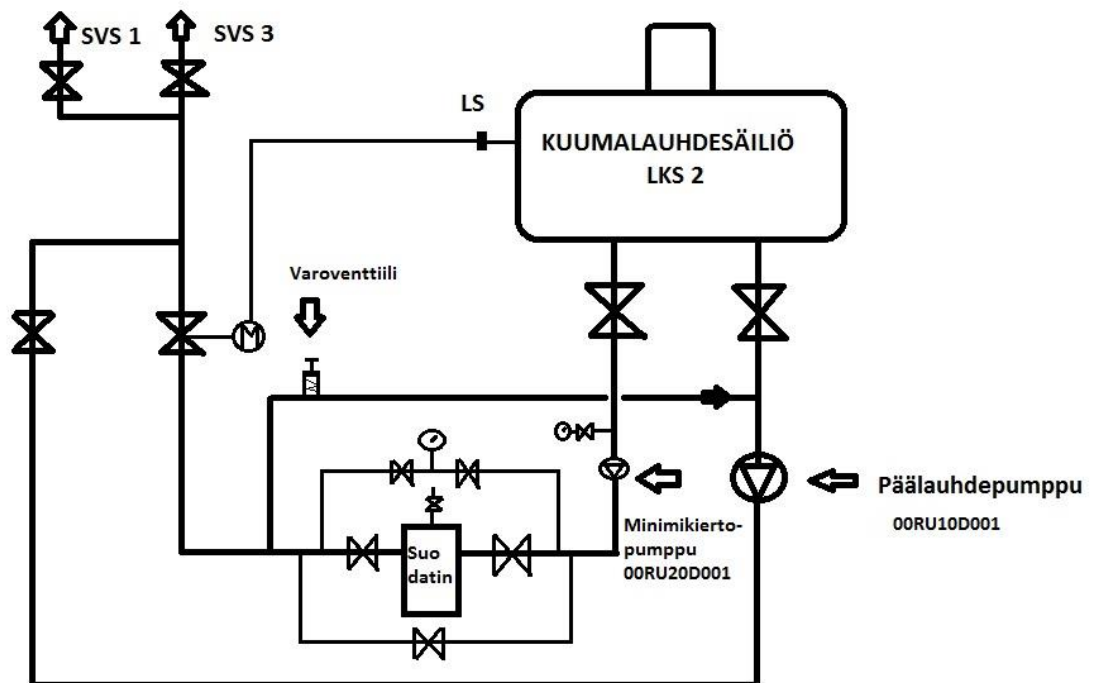 SVS 1
SVS 3
LS
KUUMALAUHDESÄILIÖ
LKS 2
Varoventtiili
M
Päälauhdepumppu
00RU10D001
Minimikierto-
pumppu
00RU20D001
Suo
datin